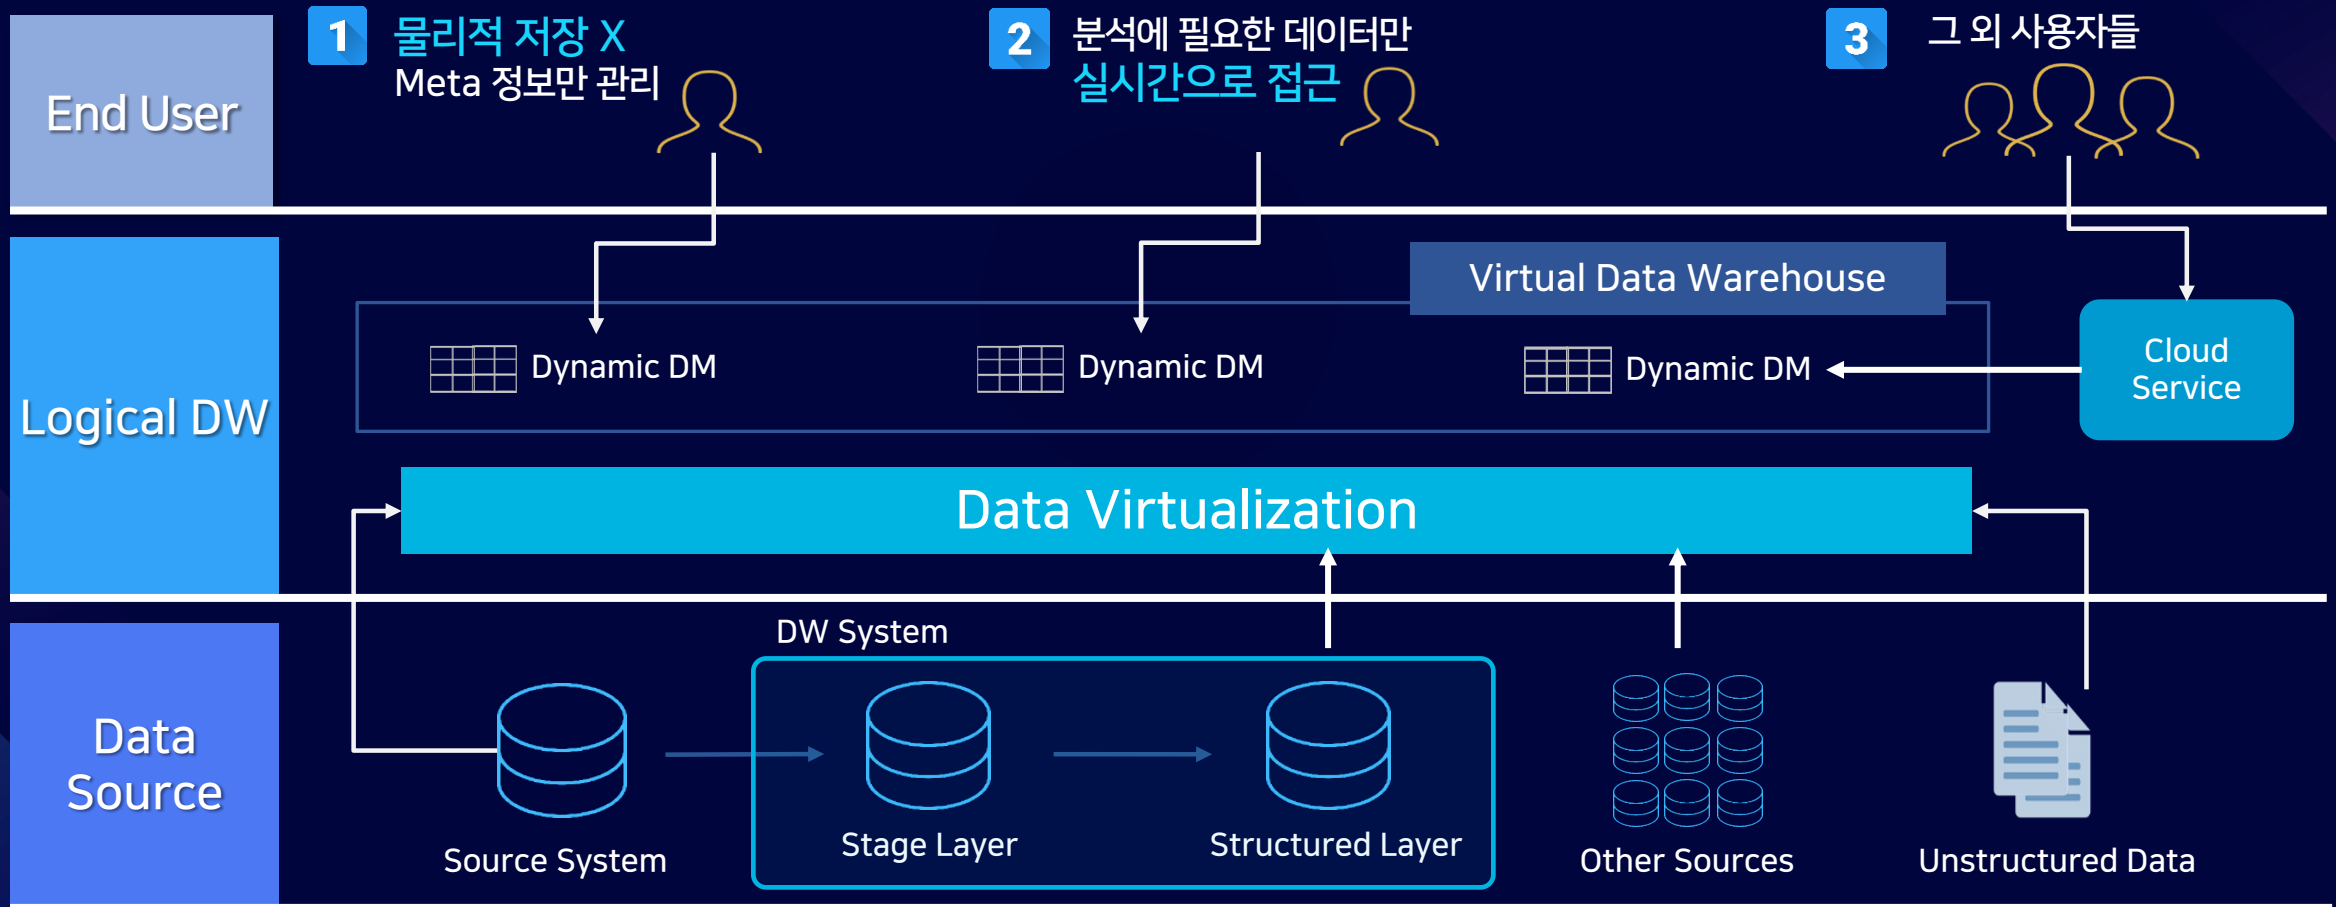 End User
1
물리적 저장 X
Meta 정보만 관리
2
분석에 필요한 데이터만
실시간으로 접근
3
그 외 사용자들
Logical DW
Virtual Data Warehouse
Dynamic DM
Dynamic DM
Dynamic DM
Cloud
Service
Data Virtualization
Data
Source
DW System
Source System
Stage Layer
Structured Layer
Other Sources
Unstructured Data